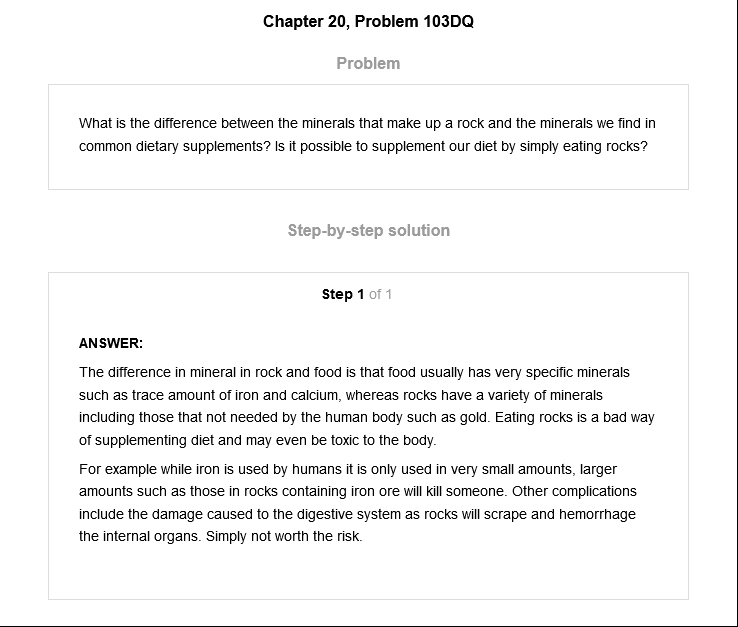 Chapter 20, Problem 103DQ
Problem
What is the difference between the minerals that make up a rock and the minerals we find in
common dietary supplements? Is it possible to supplement our diet by simply eating rocks?
Step-by-step solution
Step 1 of 1
ANSWER:
The difference in mineral in rock and food is that food usually has very specific minerals
such as trace amount of iron and calcium, whereas rocks have a variety of minerals
including those that not needed by the human body such as gold. Eating rocks is a bad way
of supplementing diet and may even be toxic to the body.
For example while iron is used by humans it is only used in very small amounts, larger
amounts such as those in rocks containing iron ore will kill someone. Other complications
include the damage caused to the digestive system as rocks will scrape and hemorrhage
the internal organs. Simply not worth the risk.